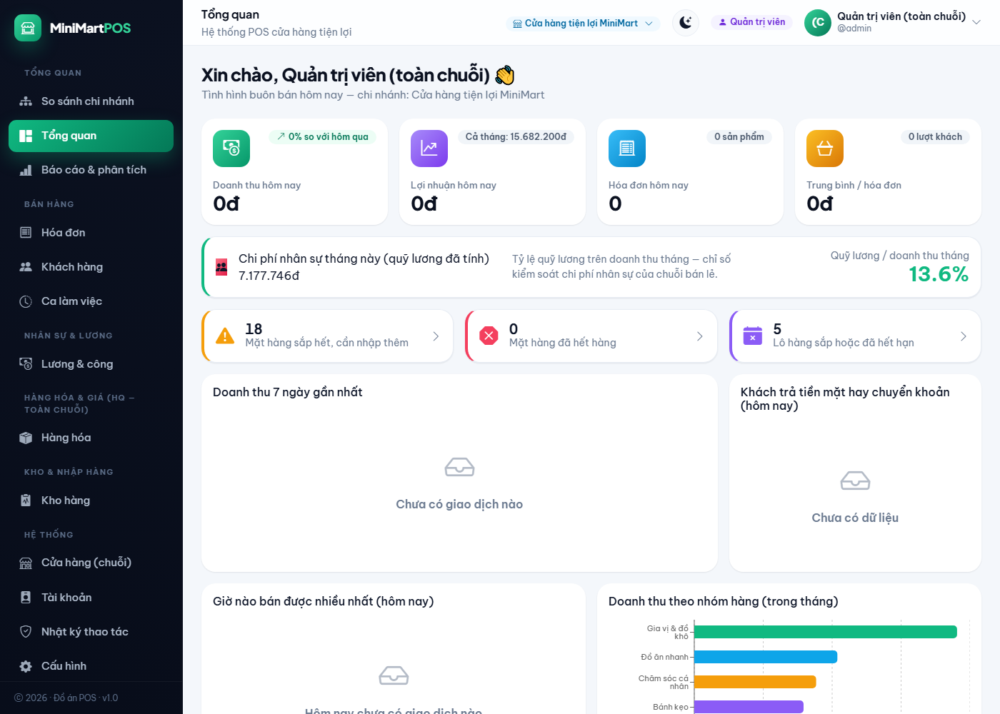 MiniMartPOS
TỔNG QUAN
So sánh chi nhánh
Tổng quan
Báo cáo & phân tích
BÁN HÀNG
Hóa đơn
Khách hàng
Ca làm việc
NHÂN SỰ & LƯƠNG
Lương & công
HÀNG HÓA & GIÁ (HQ —
TOÀN CHUỖI)
Hàng hóa
KHO & NHẬP HÀNG
Kho hàng
HỆ THỐNG
Cửa hàng (chuỗi)
Tài khoản
Nhật ký thao tác
Cấu hình
© 2026 · Đồ án POS · v1.0
Tổng quan
Hệ thống POS cửa hàng tiện lợi
Cửa hàng tiện lợi MiniMart
Quản trị viên
(C
Quản trị viên (toàn chuỗi)
@admin
Xin chào, Quản trị viên (toàn chuỗi) 👋
Tình hình buôn bán hôm nay — chi nhánh: Cửa hàng tiện lợi MiniMart
0% so với hôm qua
Doanh thu hôm nay
0đ
Cả tháng: 15.682.200đ
Lợi nhuận hôm nay
0đ
0 sản phẩm
Hóa đơn hôm nay
0
0 lượt khách
Trung bình / hóa đơn
0đ
Chi phí nhân sự tháng này (quỹ lương đã tính)
7.177.746đ
Tỷ lệ quỹ lương trên doanh thu tháng — chỉ số
kiểm soát chi phí nhân sự của chuỗi bán lẻ.
Quỹ lương / doanh thu tháng
13.6%
18
Mặt hàng sắp hết, cần nhập thêm
0
Mặt hàng đã hết hàng
5
Lô hàng sắp hoặc đã hết hạn
Doanh thu 7 ngày gần nhất
Chưa có giao dịch nào
Khách trả tiền mặt hay chuyển khoản
(hôm nay)
Chưa có dữ liệu
Giờ nào bán được nhiều nhất (hôm nay)
Hôm nay chưa có giao dịch nào
Doanh thu theo nhóm hàng (trong tháng)
Gia vị & đồ
khô
Đồ ăn nhanh
Chăm sóc cá
nhân
Bánh kẹo